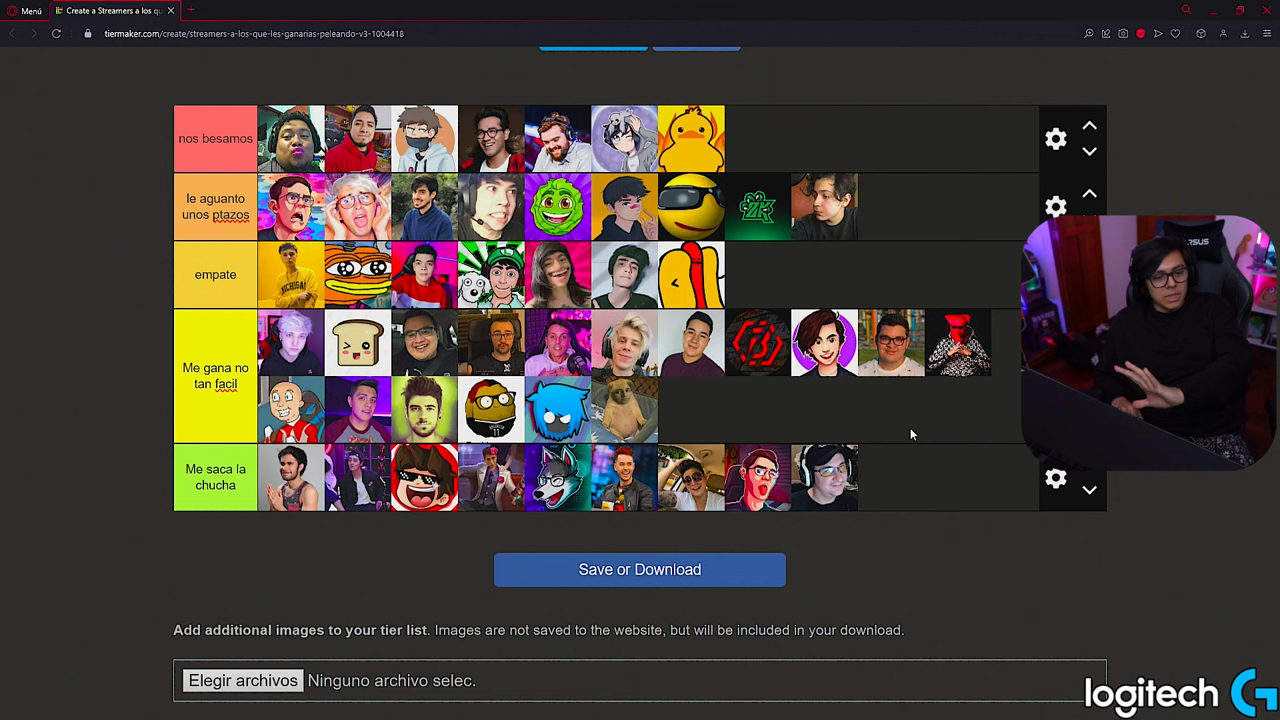 Menú
Create a Streamers a los qu
tiermaker.com/create/streamers-a-los-que-les-ganarias-peleando-v3-1004418
nos besamos
le aguanto
unos ptazos
ZK
empate
MICHIGAN
Me gana no
tan facil
Me saca la
chucha
Save or Download
Add additional images to your tier list. Images are not saved to the website, but will be included in your download.
Elegir archivos Ninguno archivo selec.
logitech G